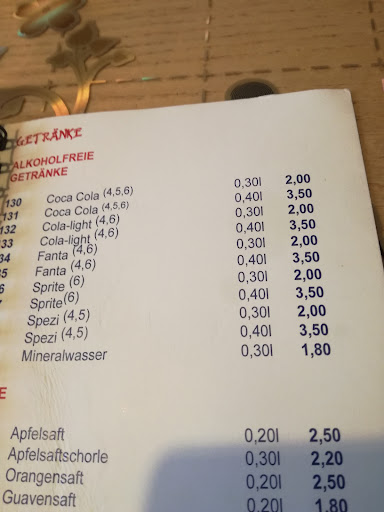 GETRÄNKE
ALKOHOLFREIE
GETRÄNKE
130 Coca Cola (4,5,6) 0,30l 2,00
131 Coca Cola (4,5,6) 0,40l 3,50
132 Cola-light (4,6) 0,30l 2,00
133 Cola-light (4,6) 0,40l 3,50
34 Fanta (4,6) 0,30l 2,00
35 Fanta (4,6) 0,40l 3,50
6 Sprite (6) 0,30l 2,00
Sprite (6) 0,40l 3,50
Spezi (4,5) 0,30l 2,00
Spezi (4,5) 0,40l 3,50
Mineralwasser 0,30l 1,80
E
Apfelsaft 0,20l 2,50
Apfelsaftschorle 0,30l 2,20
Orangensaft 0,20l 2,50
Guavensaft 0,20l 1,80